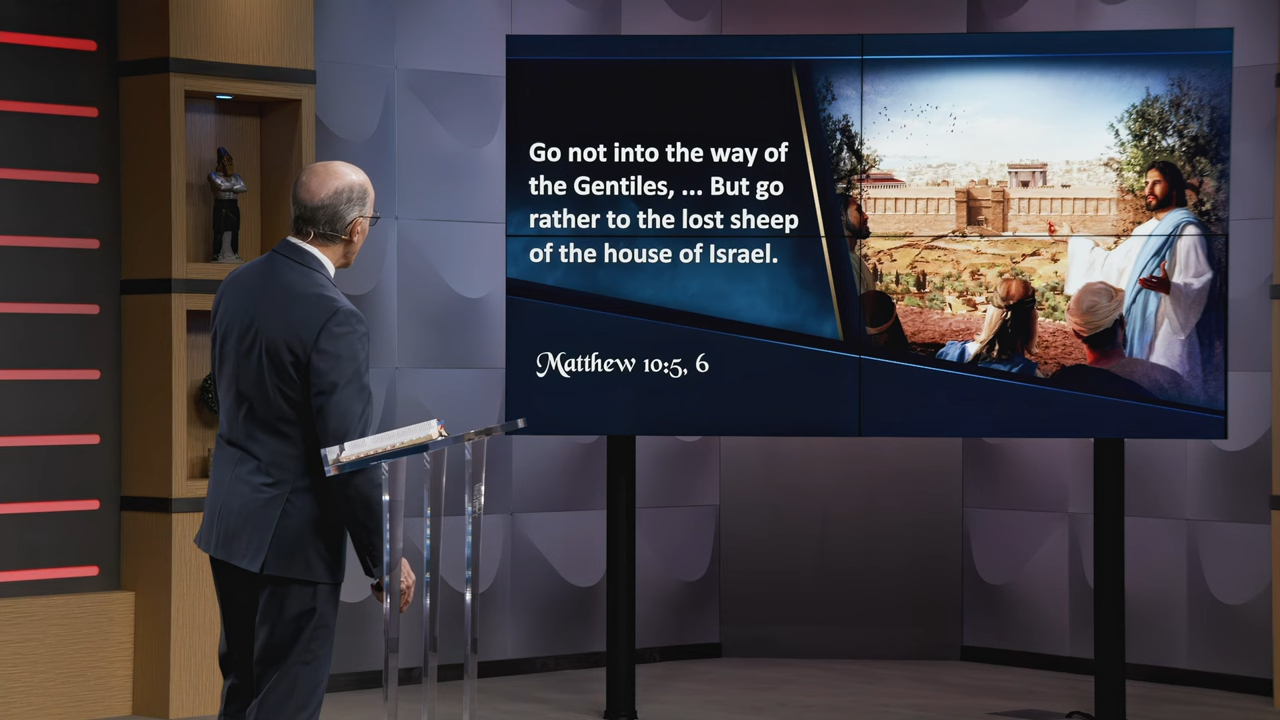 Go not into the way of
the Gentiles, ... But go
rather to the lost sheep
of the house of Israel.
Matthew 10:5, 6